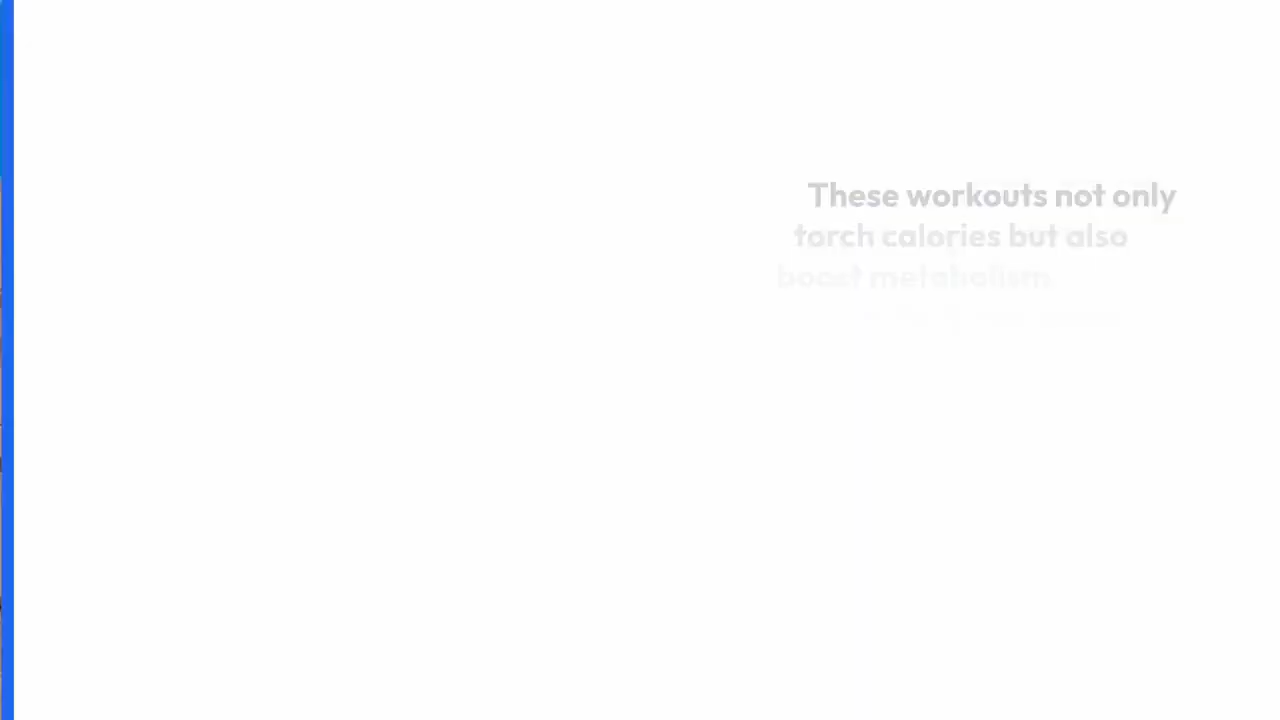 These workouts not only
torch calories but also
boost metabolism